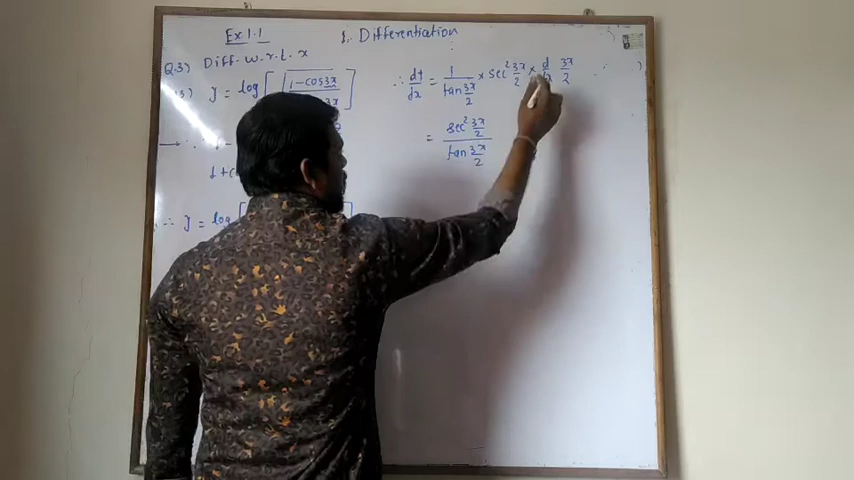 Ex 1.1
1. Differentiation
Q.3) Diff. w.r.t. x
y = log [ √ 1-cos3x
∴ dy/dx = 1/tan 3x/2 × sec² 3x/2 × d/dx 3x/2
= sec² 3x/2 / tan 3x/2
1+c
∴ y = log [